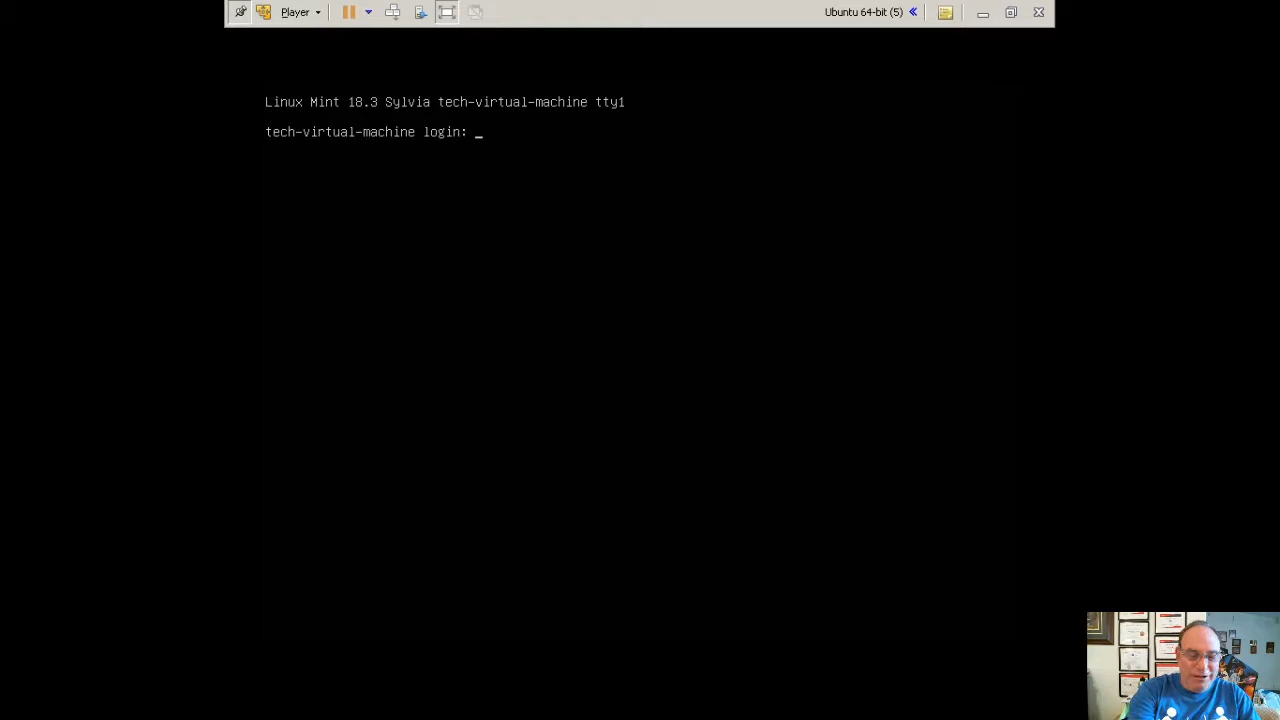 Player
Ubuntu 64-bit (5)
Linux Mint 18.3 Sylvia tech-virtual-machine tty1
tech-virtual-machine login: _